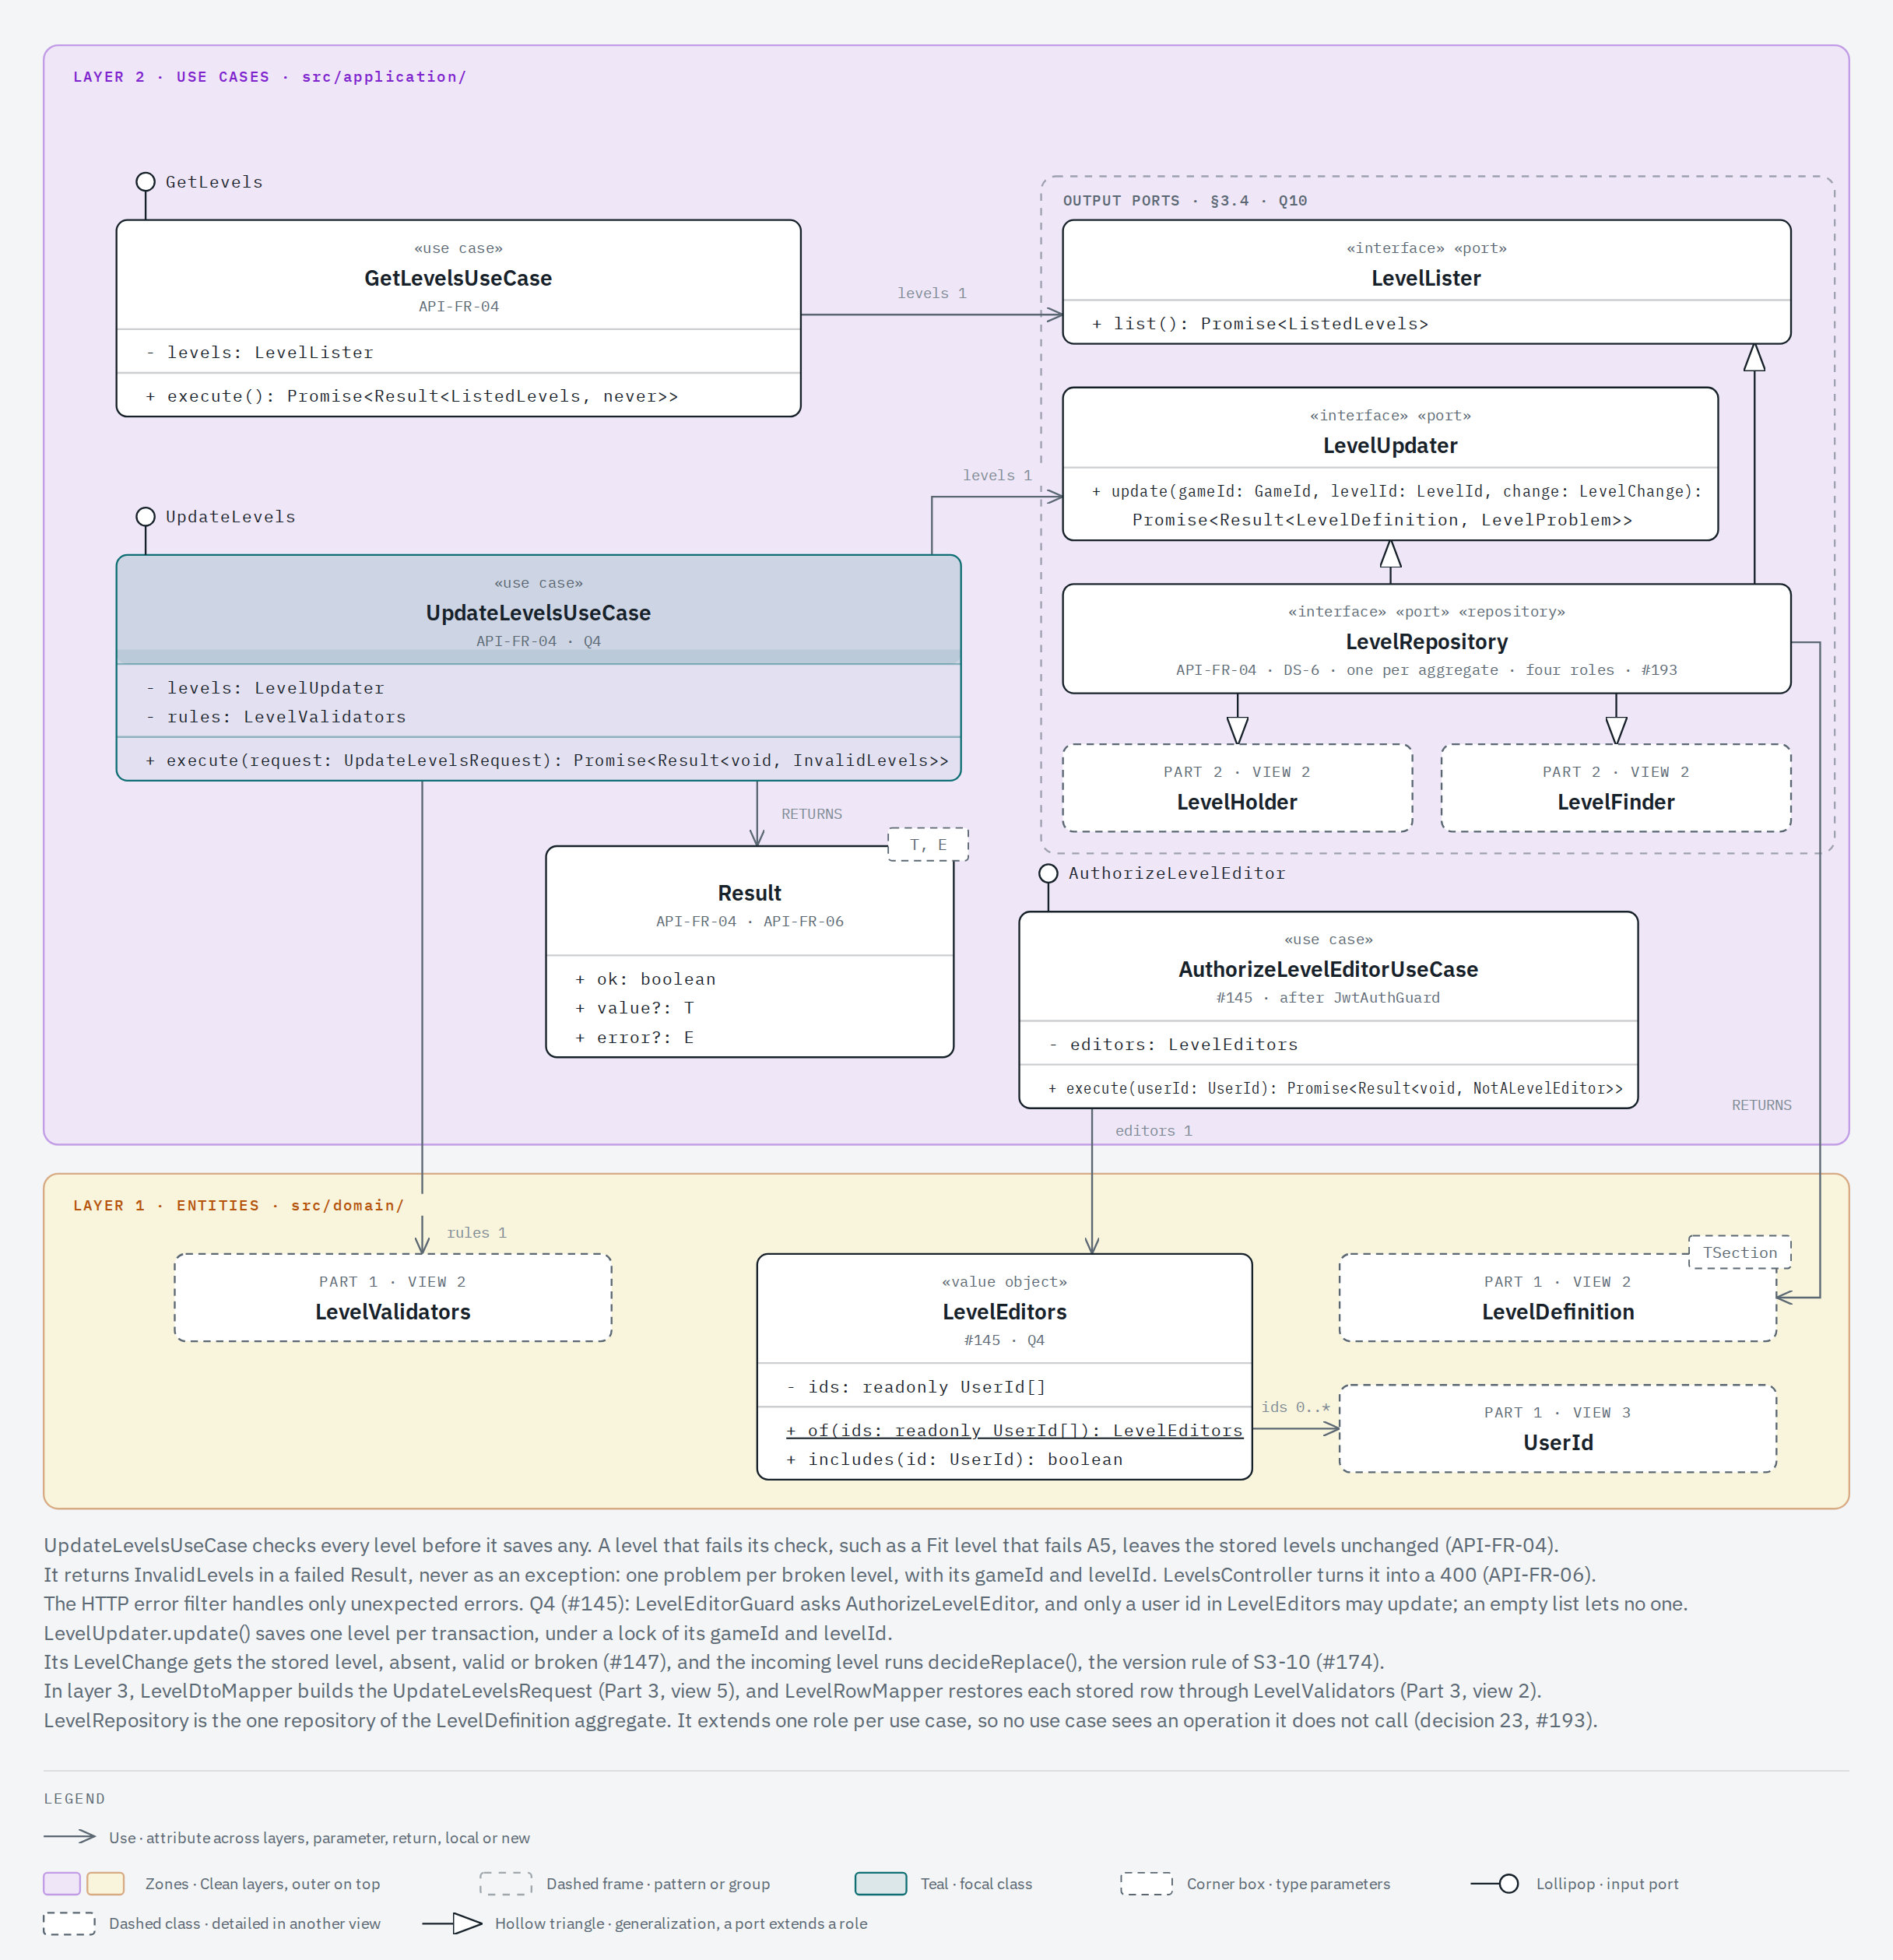 LAYER 2 · USE CASES · src/application/
GetLevels
«use case»
GetLevelsUseCase
API-FR-04
- levels: LevelLister
+ execute(): Promise<Result<ListedLevels, never>>
levels 1
OUTPUT PORTS · §3.4 · Q10
«interface» «port»
LevelLister
+ list(): Promise<ListedLevels>
«interface» «port»
LevelUpdater
+ update(gameId: GameId, levelId: LevelId, change: LevelChange):
Promise<Result<LevelDefinition, LevelProblem>>
levels 1
UpdateLevels
«use case»
UpdateLevelsUseCase
API-FR-04 · Q4
- levels: LevelUpdater
- rules: LevelValidators
+ execute(request: UpdateLevelsRequest): Promise<Result<void, InvalidLevels>>
«interface» «port» «repository»
LevelRepository
API-FR-04 · DS-6 · one per aggregate · four roles · #193
PART 2 · VIEW 2
LevelHolder
PART 2 · VIEW 2
LevelFinder
RETURNS
T, E
Result
API-FR-04 · API-FR-06
+ ok: boolean
+ value?: T
+ error?: E
AuthorizeLevelEditor
«use case»
AuthorizeLevelEditorUseCase
#145 · after JwtAuthGuard
- editors: LevelEditors
+ execute(userId: UserId): Promise<Result<void, NotALevelEditor>>
RETURNS
editors 1
LAYER 1 · ENTITIES · src/domain/
rules 1
PART 1 · VIEW 2
LevelValidators
«value object»
LevelEditors
#145 · Q4
- ids: readonly UserId[]
+ of(ids: readonly UserId[]): LevelEditors
+ includes(id: UserId): boolean
TSection
PART 1 · VIEW 2
LevelDefinition
ids 0..*
PART 1 · VIEW 3
UserId
UpdateLevelsUseCase checks every level before it saves any. A level that fails its check, such as a Fit level that fails A5, leaves the stored levels unchanged (API-FR-04).
It returns InvalidLevels in a failed Result, never as an exception: one problem per broken level, with its gameId and levelId. LevelsController turns it into a 400 (API-FR-06).
The HTTP error filter handles only unexpected errors. Q4 (#145): LevelEditorGuard asks AuthorizeLevelEditor, and only a user id in LevelEditors may update; an empty list lets no one.
LevelUpdater.update() saves one level per transaction, under a lock of its gameId and levelId.
Its LevelChange gets the stored level, absent, valid or broken (#147), and the incoming level runs decideReplace(), the version rule of S3-10 (#174).
In layer 3, LevelDtoMapper builds the UpdateLevelsRequest (Part 3, view 5), and LevelRowMapper restores each stored row through LevelValidators (Part 3, view 2).
LevelRepository is the one repository of the LevelDefinition aggregate. It extends one role per use case, so no use case sees an operation it does not call (decision 23, #193).
LEGEND
Use · attribute across layers, parameter, return, local or new
Zones · Clean layers, outer on top
Dashed frame · pattern or group
Teal · focal class
Corner box · type parameters
Lollipop · input port
Dashed class · detailed in another view
Hollow triangle · generalization, a port extends a role